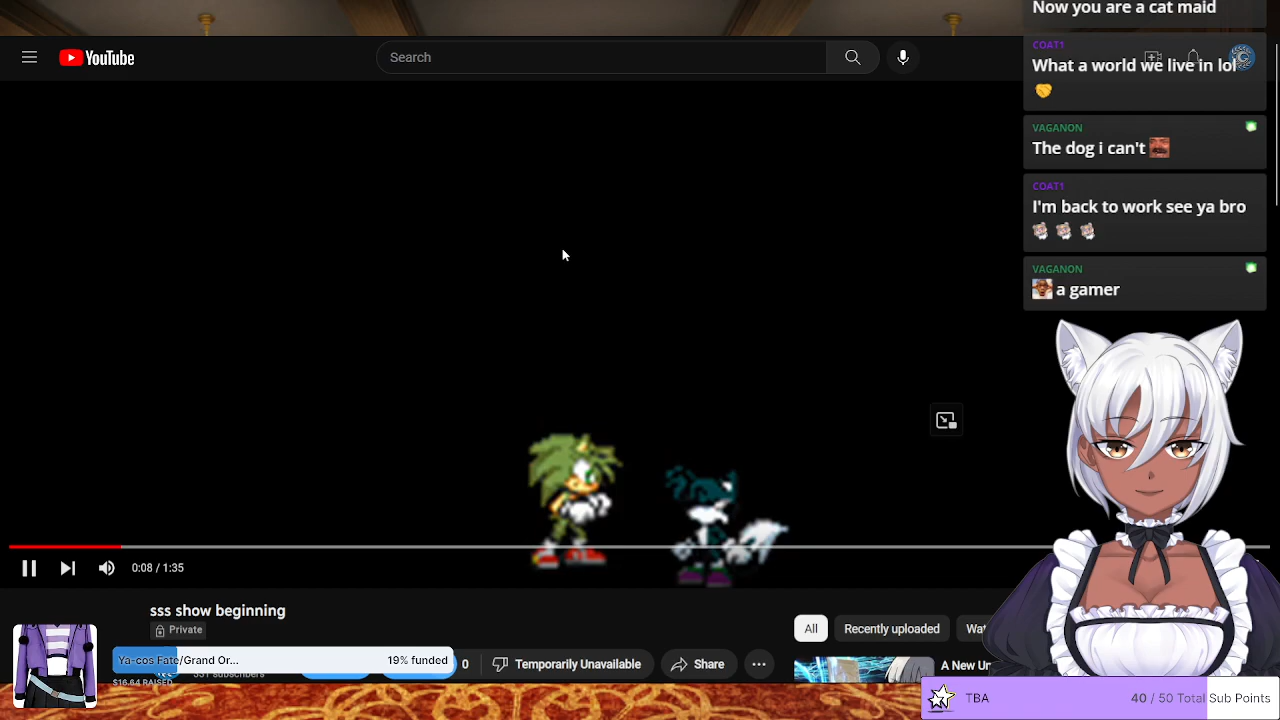 YouTube
Search
Now you are a cat maid
COAT1
What a world we live in lol
VAGANON
The dog i can't
COAT1
I'm back to work see ya bro
VAGANON
a gamer
0:08 / 1:35
sss show beginning
Private
All
Recently uploaded
Wat
Ya-cos Fate/Grand Or...
19% funded
0
Temporarily Unavailable
Share
A New Un
$16.64 RAISED
331 subscribers
TBA
40 / 50 Total Sub Points